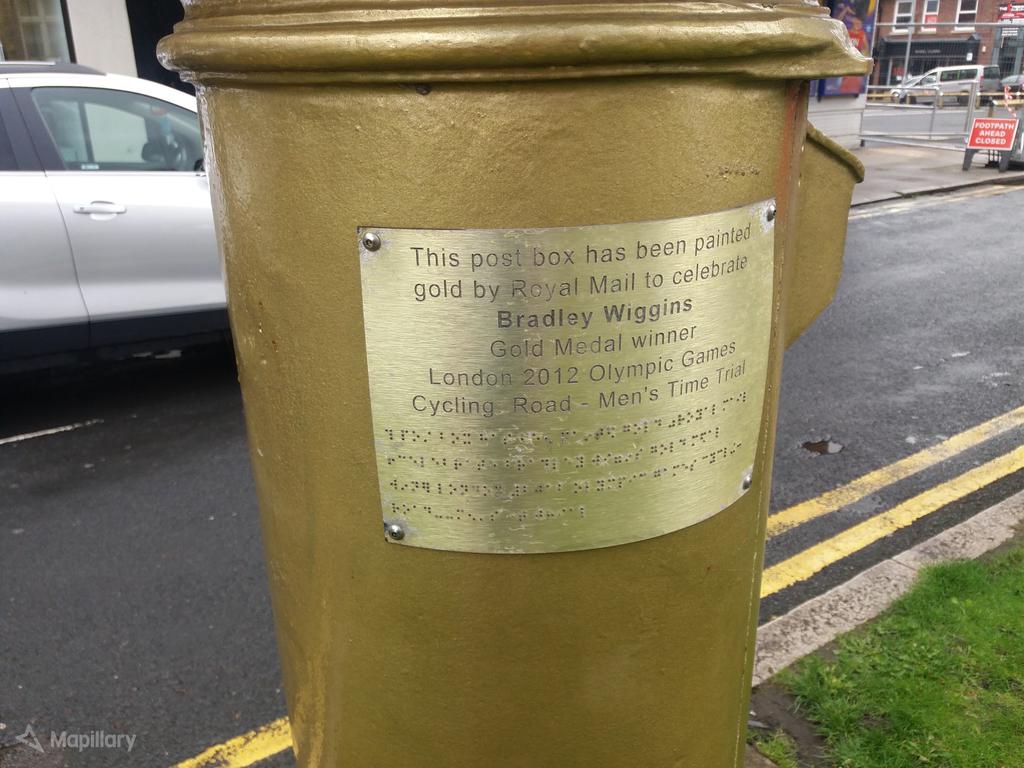 This post box has been painted
gold by Royal Mail to celebrate
Bradley Wiggins
Gold Medal winner
London 2012 Olympic Games
Cycling: Road - Men's Time Trial
FOOTPATH
AHEAD
CLOSED
Mapillary